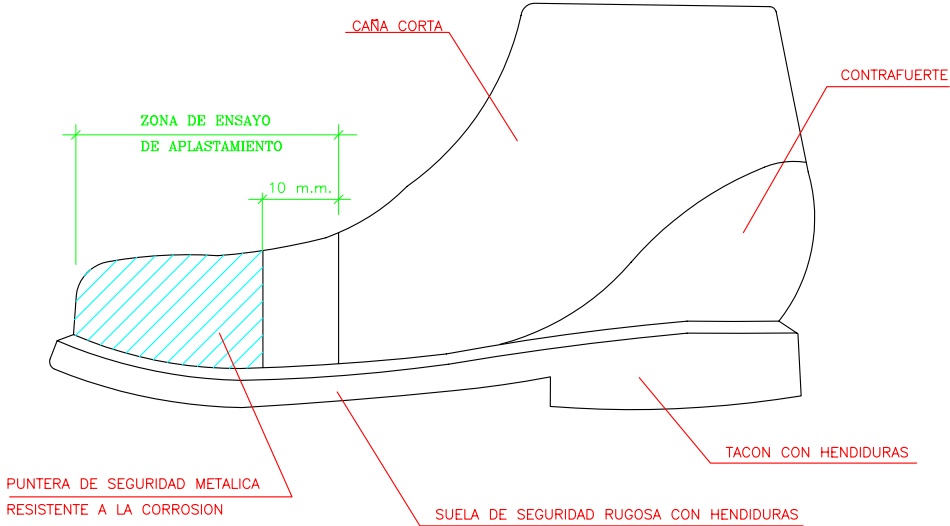 CAÑA CORTA
CONTRAFUERTE
ZONA DE ENSAYO
DE APLASTAMIENTO
10 m.m.
TACON CON HENDIDURAS
PUNTERA DE SEGURIDAD METALICA
RESISTENTE A LA CORROSION
SUELA DE SEGURIDAD RUGOSA CON HENDIDURAS